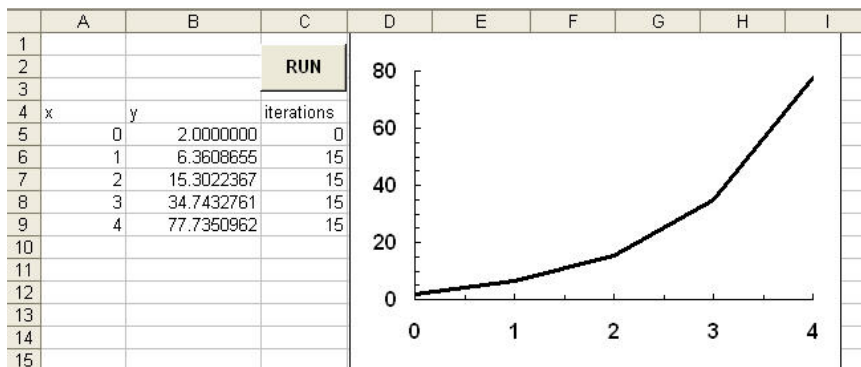 A B C D E F G H I
1
2 RUN
3
4 x y iterations
5 0 2.0000000 0
6 1 6.3608655 15
7 2 15.3022367 15
8 3 34.7432761 15
9 4 77.7350962 15
10
11
12
13
14
15
80
60
40
20
0
0 1 2 3 4